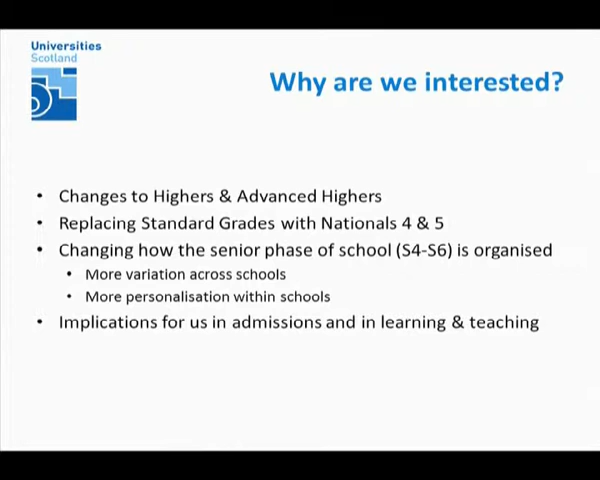 Universities
Scotland
Why are we interested?
• Changes to Highers & Advanced Highers
• Replacing Standard Grades with Nationals 4 & 5
• Changing how the senior phase of school (S4-S6) is organised
• More variation across schools
• More personalisation within schools
• Implications for us in admissions and in learning & teaching